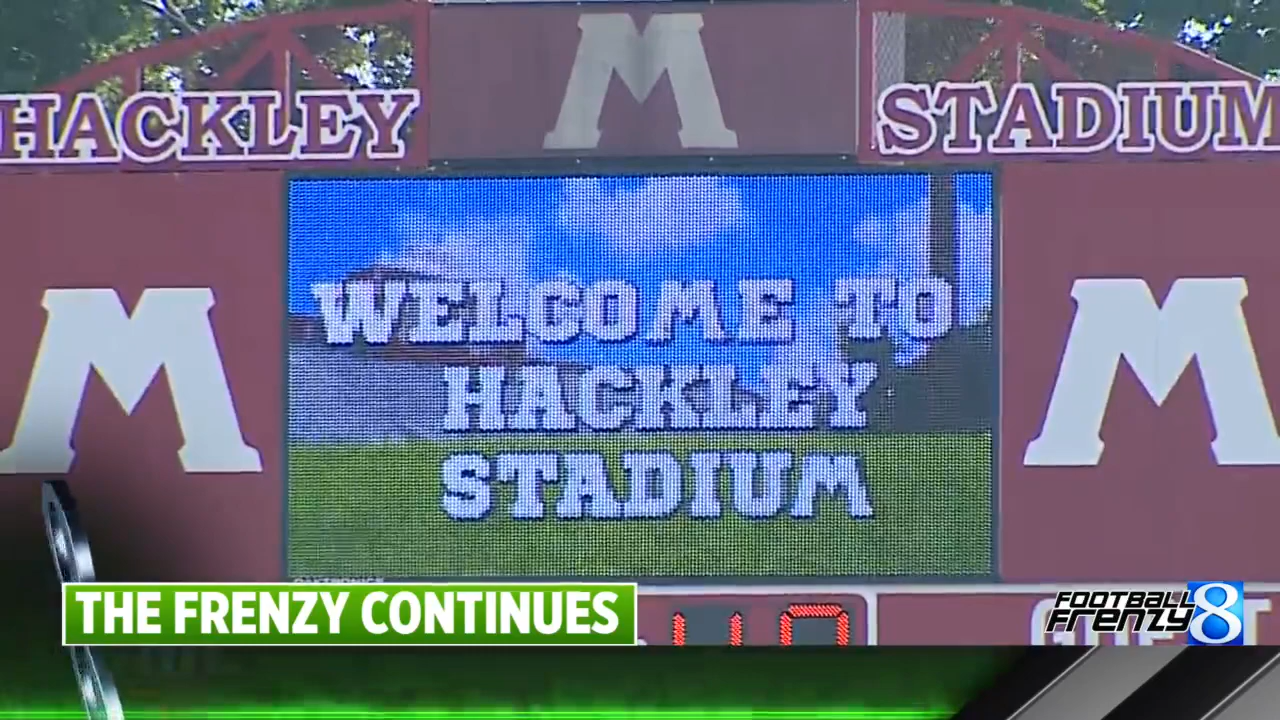 HACKLEY M STADIUM
M M
WELCOME TO
HACKLEY
STADIUM
THE FRENZY CONTINUES
FOOTBALL
FRENZY 8